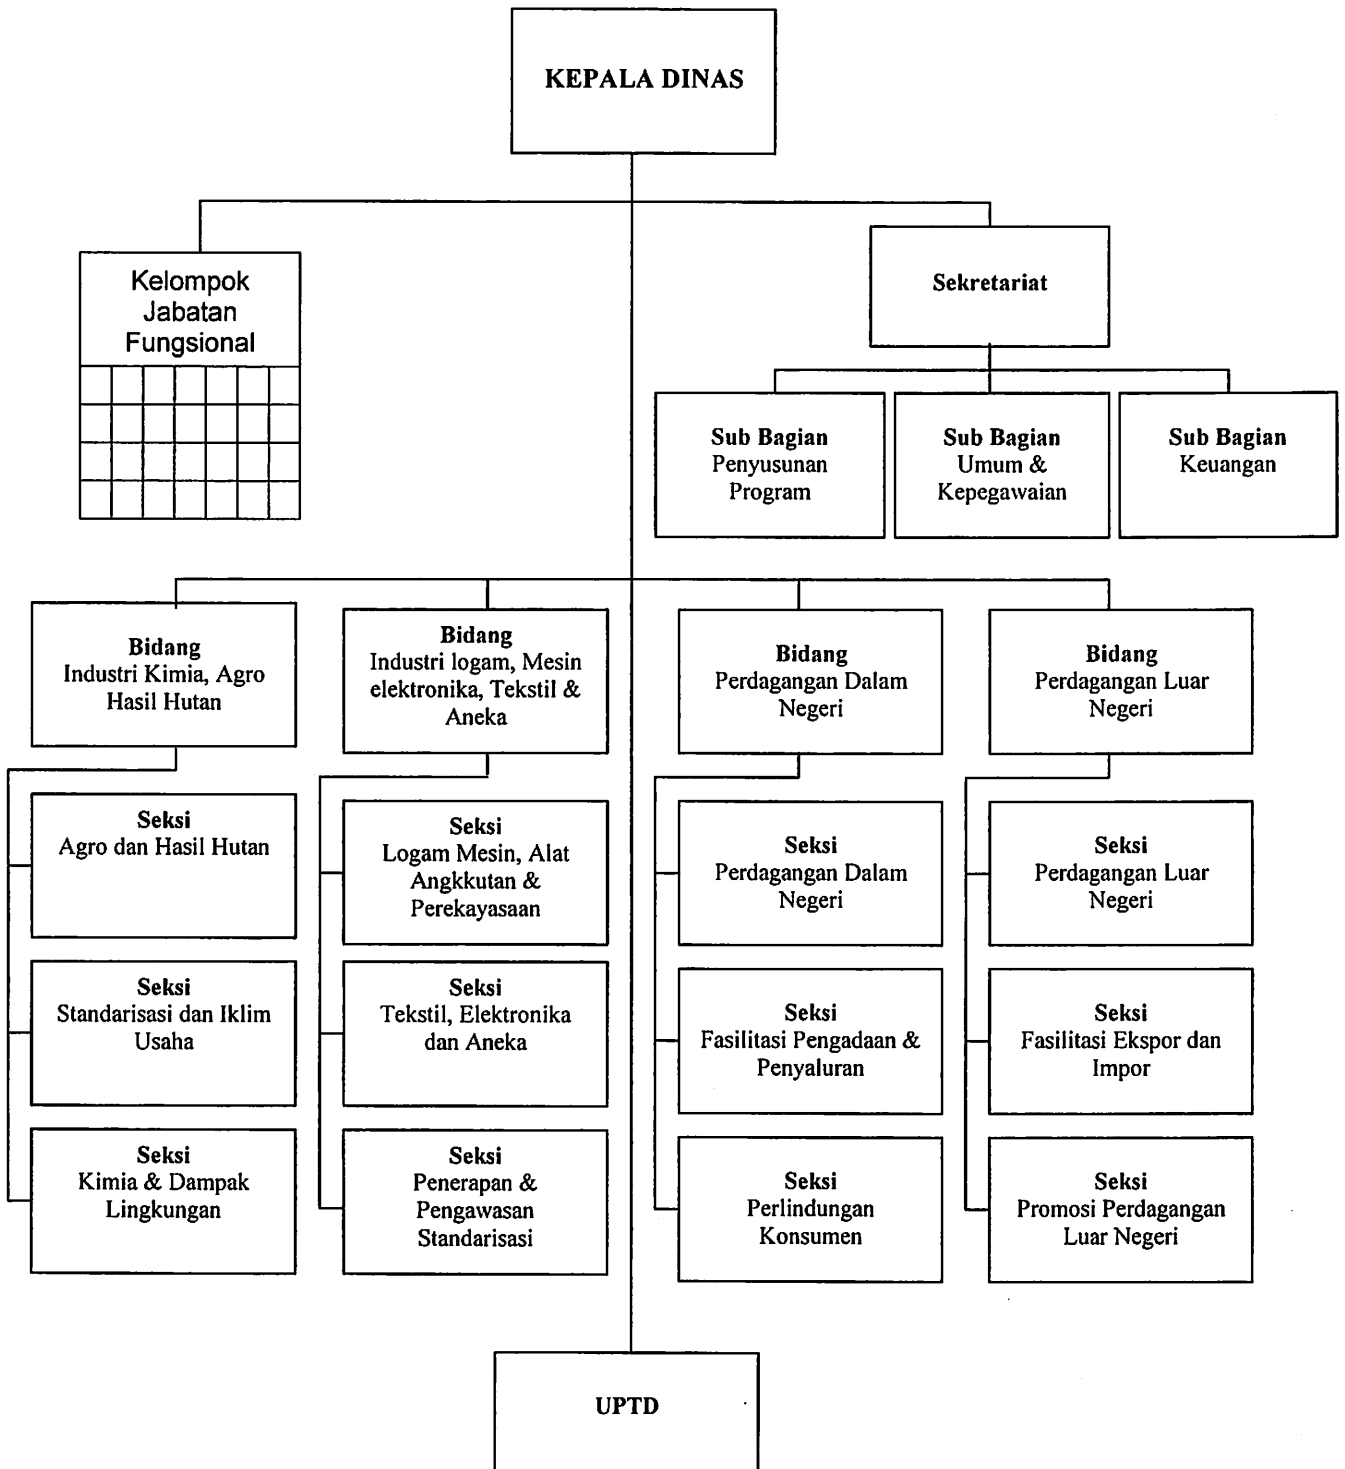 KEPALA DINAS
Kelompok
Jabatan
Fungsional
Sekretariat
Sub Bagian
Penyusunan
Program
Sub Bagian
Umum &
Kepegawaian
Sub Bagian
Keuangan
Bidang
Industri Kimia, Agro
Hasil Hutan
Bidang
Industri logam, Mesin
elektronika, Tekstil &
Aneka
Bidang
Perdagangan Dalam
Negeri
Bidang
Perdagangan Luar
Negeri
Seksi
Agro dan Hasil Hutan
Seksi
Logam Mesin, Alat
Angkkutan &
Perekayasaan
Seksi
Perdagangan Dalam
Negeri
Seksi
Perdagangan Luar
Negeri
Seksi
Standarisasi dan Iklim
Usaha
Seksi
Tekstil, Elektronika
dan Aneka
Seksi
Fasilitasi Pengadaan &
Penyaluran
Seksi
Fasilitasi Ekspor dan
Impor
Seksi
Kimia & Dampak
Lingkungan
Seksi
Penerapan &
Pengawasan
Standarisasi
Seksi
Perlindungan
Konsumen
Seksi
Promosi Perdagangan
Luar Negeri
UPTD